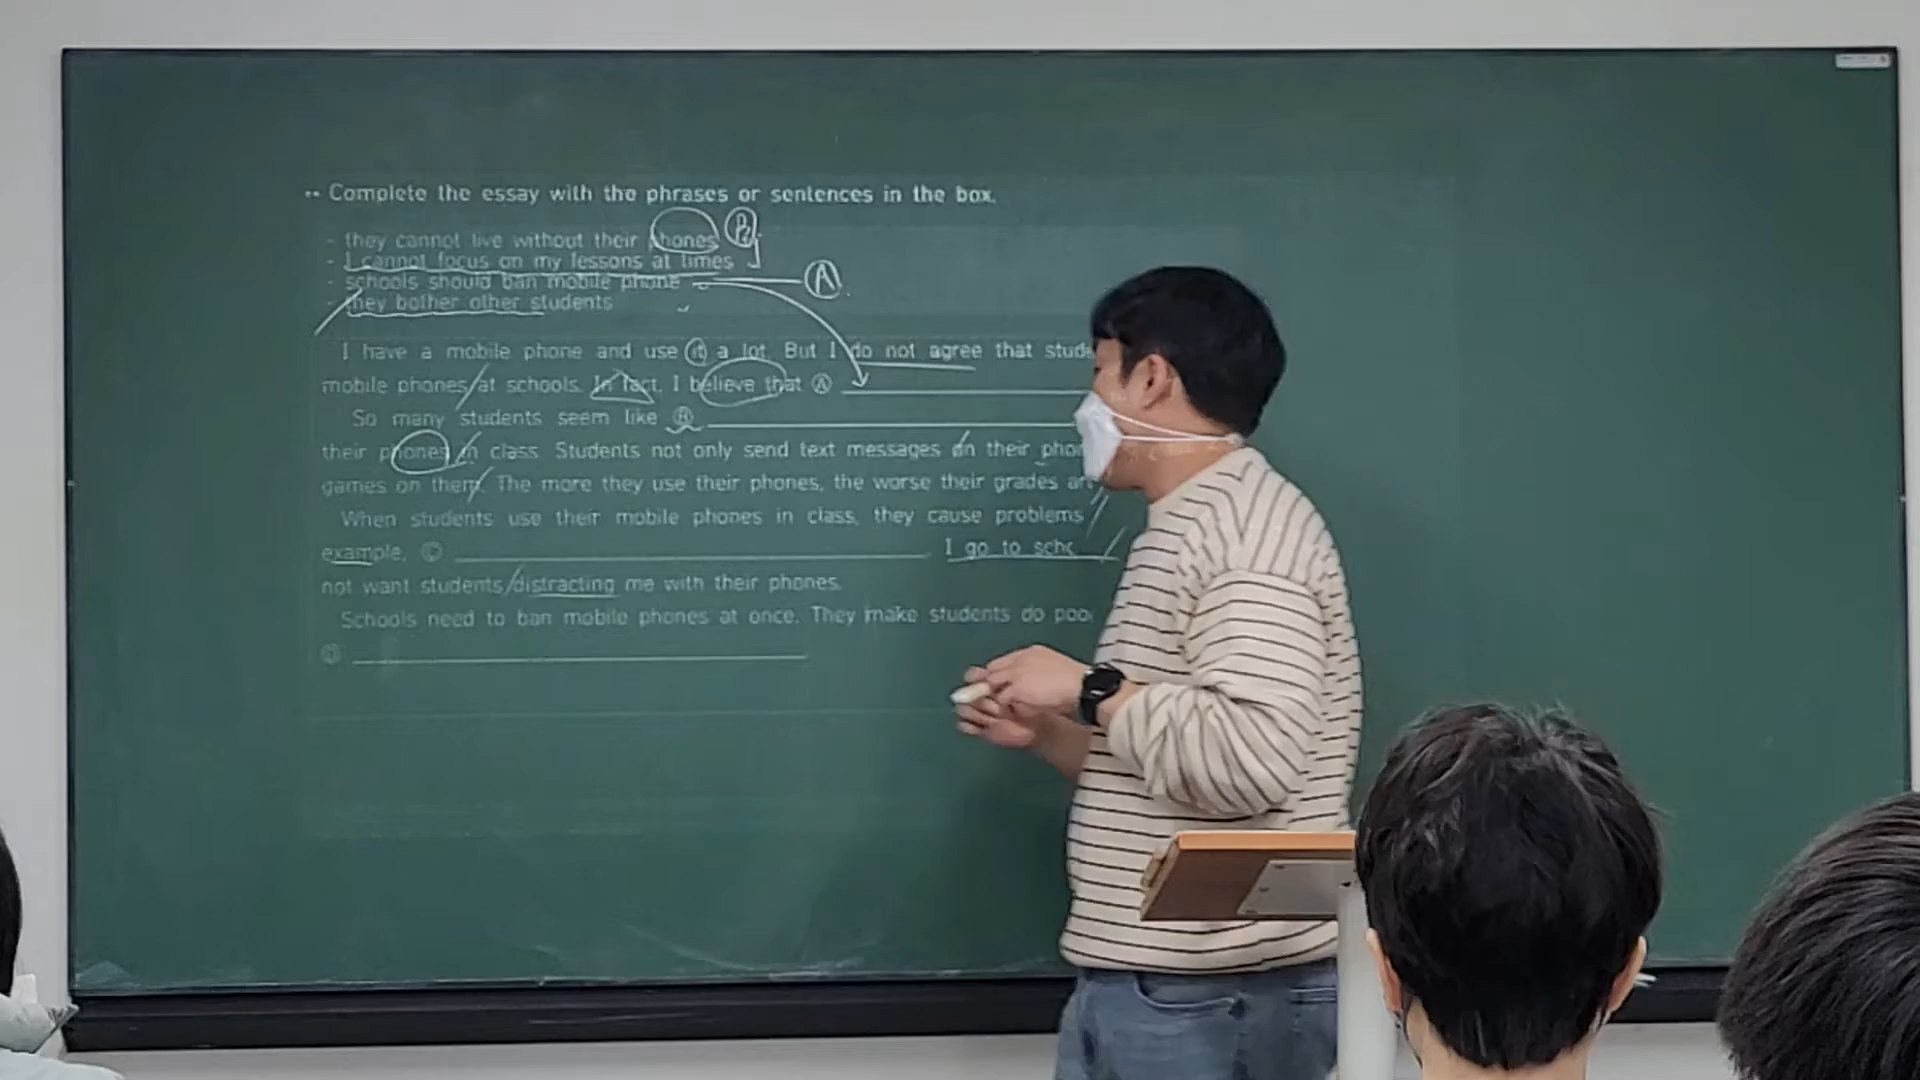 •• Complete the essay with the phrases or sentences in the box.
- they cannot live without their phones B
- I cannot focus on my lessons at times
- schools should ban mobile phone A
- they bother other students
I have a mobile phone and use it a lot. But I do not agree that
mobile phones at schools. In fact, I believe that Ⓐ
So many students seem like Ⓑ
their phones in class. Students not only send text messages on their
games on them. The more they use their phones, the worse their grades
When students use their mobile phones in class, they cause problems
example, Ⓒ I go to
not want students distracting me with their phones.
Schools need to ban mobile phones at once. They make students do
Ⓓ